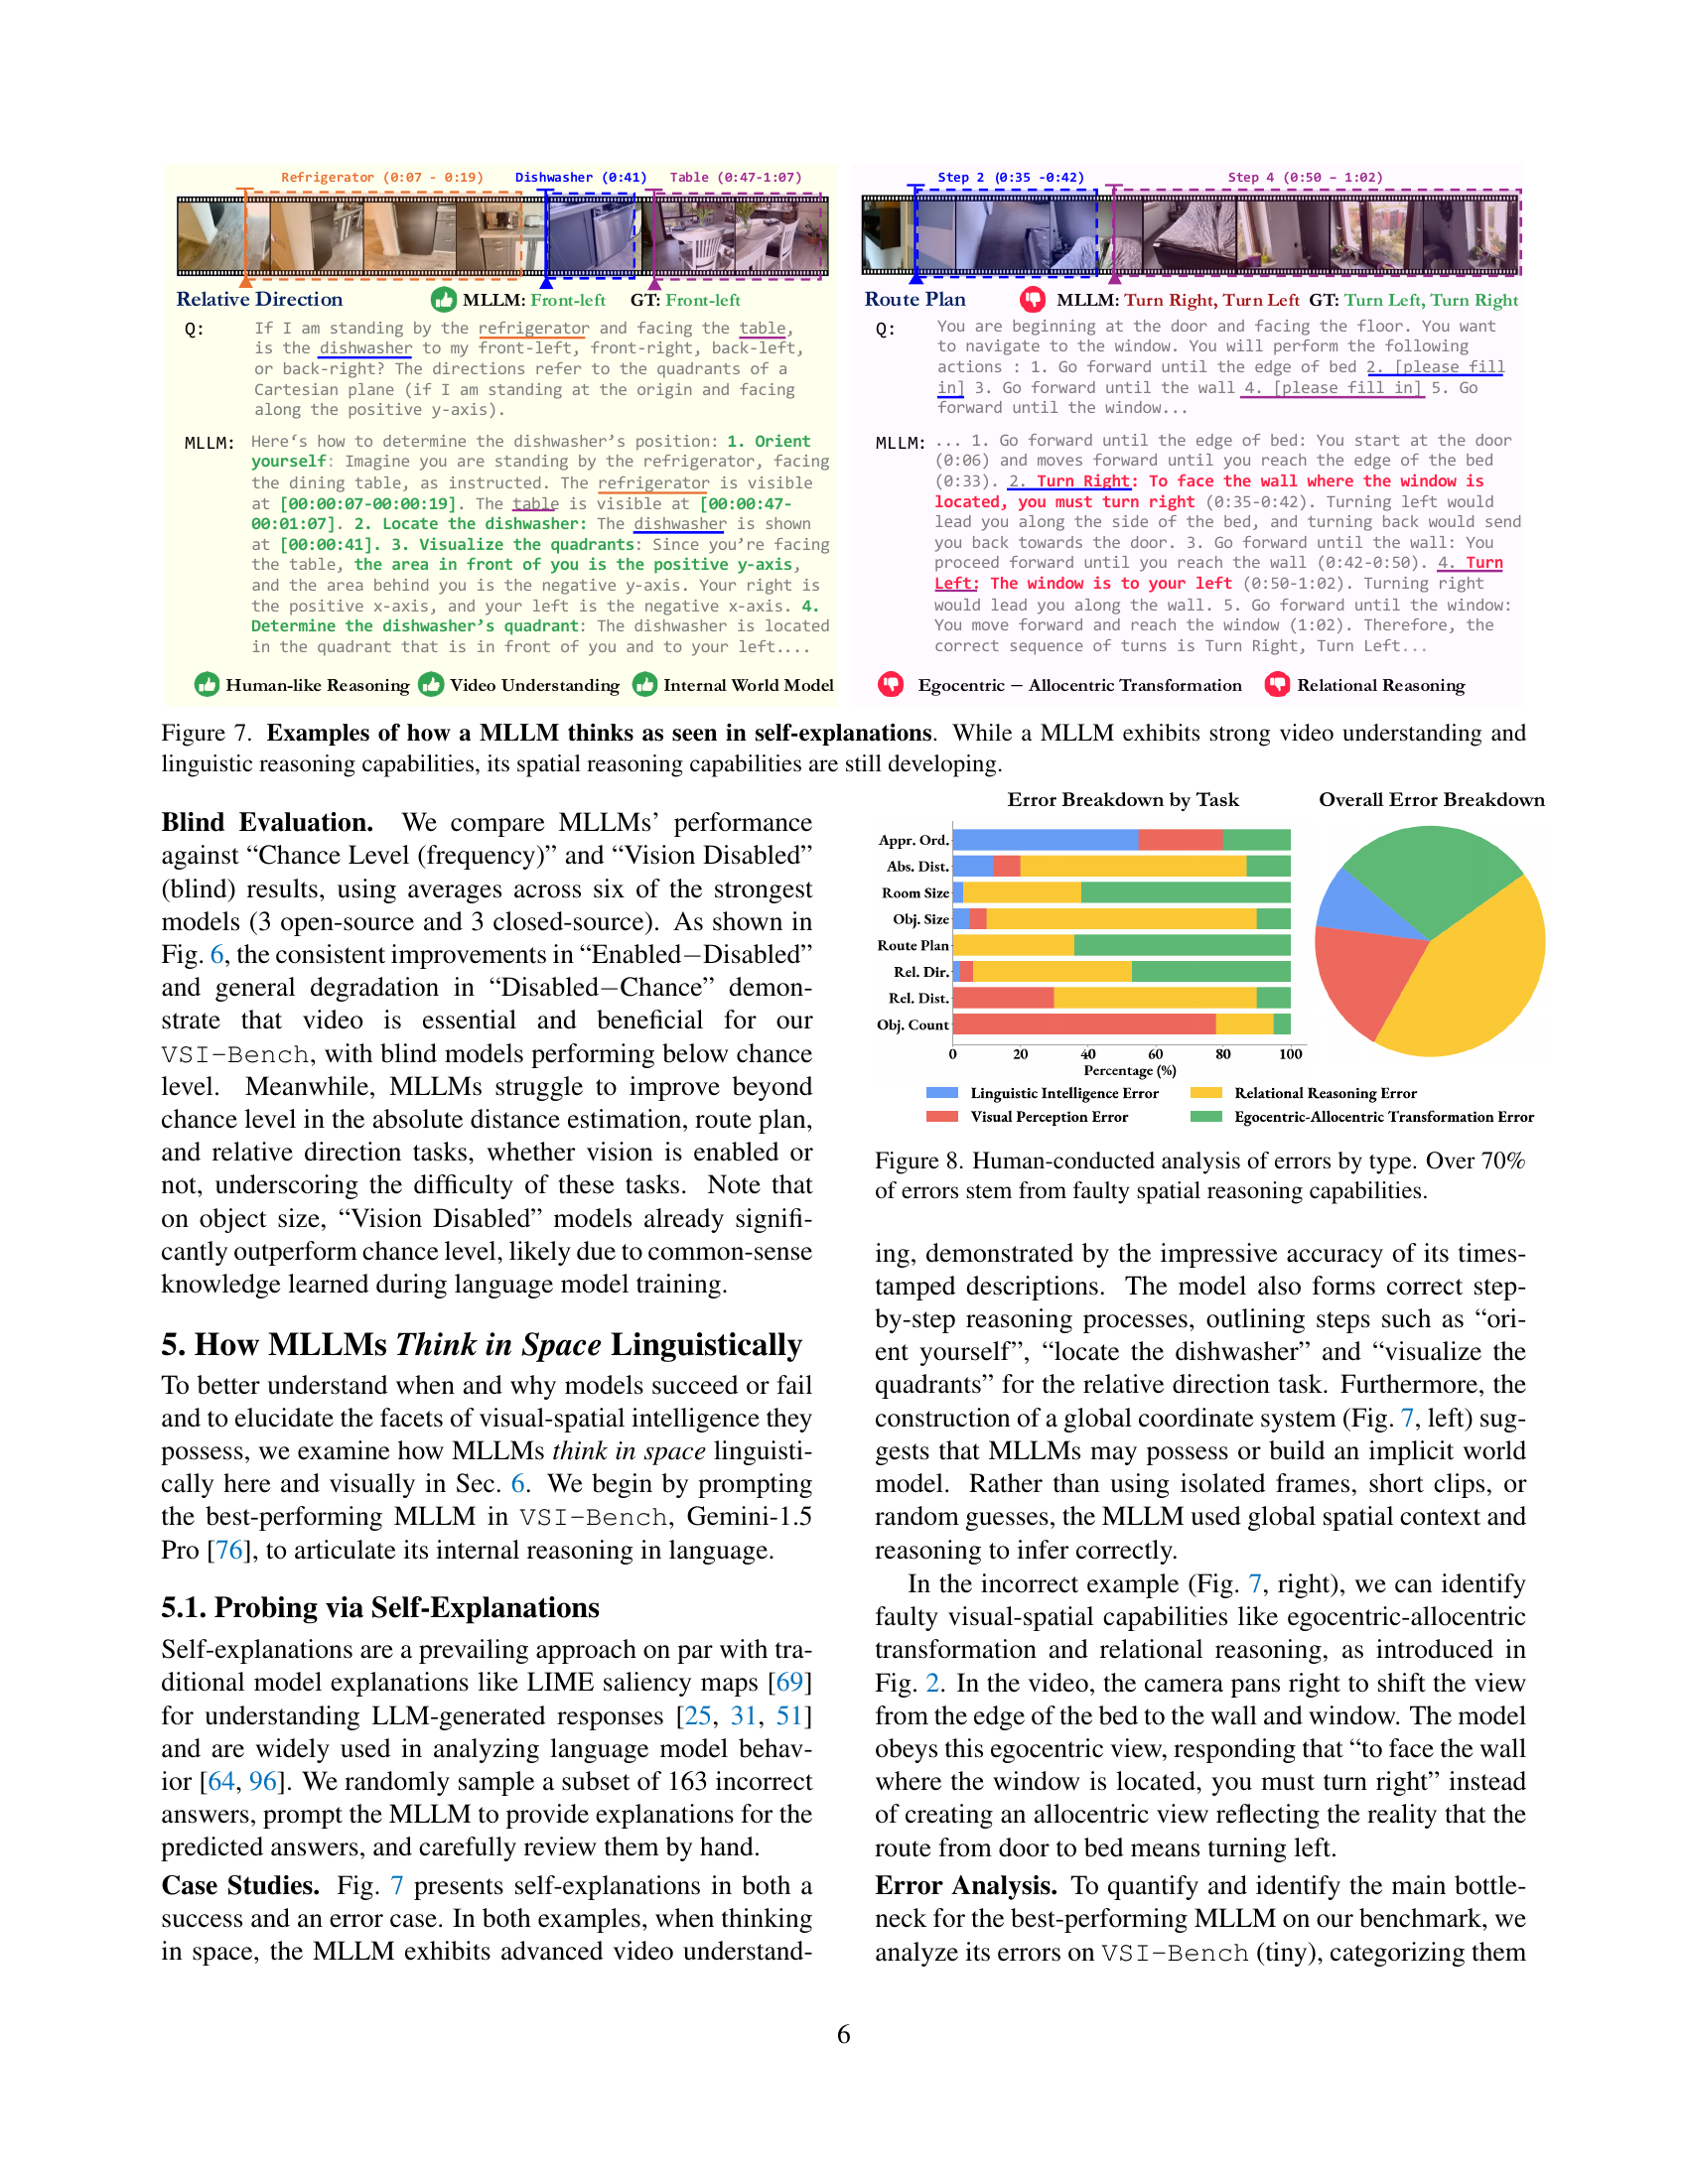 Refrigerator (0:07 - 0:19) Dishwasher (0:41) Table (0:47-1:07)
Relative Direction MLLM: Front-left GT: Front-left
Q: If I am standing by the refrigerator and facing the table,
is the dishwasher to my front-left, front-right, back-left,
or back-right? The directions refer to the quadrants of a
Cartesian plane (if I am standing at the origin and facing
along the positive y-axis).
MLLM: Here's how to determine the dishwasher's position: 1. Orient
yourself: Imagine you are standing by the refrigerator, facing
the dining table, as instructed. The refrigerator is visible
at [00:00:07-00:00:19]. The table is visible at [00:00:47-
00:01:07]. 2. Locate the dishwasher: The dishwasher is shown
at [00:00:41]. 3. Visualize the quadrants: Since you're facing
the table, the area in front of you is the positive y-axis,
and the area behind you is the negative y-axis. Your right is
the positive x-axis, and your left is the negative x-axis. 4.
Determine the dishwasher's quadrant: The dishwasher is located
in the quadrant that is in front of you and to your left....
Human-like Reasoning Video Understanding Internal World Model
Step 2 (0:35 -0:42) Step 4 (0:50 – 1:02)
Route Plan MLLM: Turn Right, Turn Left GT: Turn Left, Turn Right
Q: You are beginning at the door and facing the floor. You want
to navigate to the window. You will perform the following
actions : 1. Go forward until the edge of bed 2. [please fill
in] 3. Go forward until the wall 4. [please fill in] 5. Go
forward until the window...
MLLM: ... 1. Go forward until the edge of bed: You start at the door
(0:06) and moves forward until you reach the edge of the bed
(0:33). 2. Turn Right: To face the wall where the window is
located, you must turn right (0:35-0:42). Turning left would
lead you along the side of the bed, and turning back would send
you back towards the door. 3. Go forward until the wall: You
proceed forward until you reach the wall (0:42-0:50). 4. Turn
Left: The window is to your left (0:50-1:02). Turning right
would lead you along the wall. 5. Go forward until the window:
You move forward and reach the window (1:02). Therefore, the
correct sequence of turns is Turn Right, Turn Left...
Egocentric – Allocentric Transformation Relational Reasoning
Figure 7. Examples of how a MLLM thinks as seen in self-explanations. While a MLLM exhibits strong video understanding and
linguistic reasoning capabilities, its spatial reasoning capabilities are still developing.
Blind Evaluation. We compare MLLMs' performance
against “Chance Level (frequency)” and “Vision Disabled”
(blind) results, using averages across six of the strongest
models (3 open-source and 3 closed-source). As shown in
Fig. 6, the consistent improvements in “Enabled−Disabled”
and general degradation in “Disabled−Chance” demon-
strate that video is essential and beneficial for our
VSI-Bench, with blind models performing below chance
level. Meanwhile, MLLMs struggle to improve beyond
chance level in the absolute distance estimation, route plan,
and relative direction tasks, whether vision is enabled or
not, underscoring the difficulty of these tasks. Note that
on object size, “Vision Disabled” models already signifi-
cantly outperform chance level, likely due to common-sense
knowledge learned during language model training.
5. How MLLMs Think in Space Linguistically
To better understand when and why models succeed or fail
and to elucidate the facets of visual-spatial intelligence they
possess, we examine how MLLMs think in space linguisti-
cally here and visually in Sec. 6. We begin by prompting
the best-performing MLLM in VSI-Bench, Gemini-1.5
Pro [76], to articulate its internal reasoning in language.
5.1. Probing via Self-Explanations
Self-explanations are a prevailing approach on par with tra-
ditional model explanations like LIME saliency maps [69]
for understanding LLM-generated responses [25, 31, 51]
and are widely used in analyzing language model behav-
ior [64, 96]. We randomly sample a subset of 163 incorrect
answers, prompt the MLLM to provide explanations for the
predicted answers, and carefully review them by hand.
Case Studies. Fig. 7 presents self-explanations in both a
success and an error case. In both examples, when thinking
in space, the MLLM exhibits advanced video understand-
Error Breakdown by Task Overall Error Breakdown
Appr. Ord.
Abs. Dist.
Room Size
Obj. Size
Route Plan
Rel. Dir.
Rel. Dist.
Obj. Count
0 20 40 60 80 100
Percentage (%)
Linguistic Intelligence Error Relational Reasoning Error
Visual Perception Error Egocentric-Allocentric Transformation Error
Figure 8. Human-conducted analysis of errors by type. Over 70%
of errors stem from faulty spatial reasoning capabilities.
ing, demonstrated by the impressive accuracy of its times-
tamped descriptions. The model also forms correct step-
by-step reasoning processes, outlining steps such as “ori-
ent yourself”, “locate the dishwasher” and “visualize the
quadrants” for the relative direction task. Furthermore, the
construction of a global coordinate system (Fig. 7, left) sug-
gests that MLLMs may possess or build an implicit world
model. Rather than using isolated frames, short clips, or
random guesses, the MLLM used global spatial context and
reasoning to infer correctly.
In the incorrect example (Fig. 7, right), we can identify
faulty visual-spatial capabilities like egocentric-allocentric
transformation and relational reasoning, as introduced in
Fig. 2. In the video, the camera pans right to shift the view
from the edge of the bed to the wall and window. The model
obeys this egocentric view, responding that “to face the wall
where the window is located, you must turn right” instead
of creating an allocentric view reflecting the reality that the
route from door to bed means turning left.
Error Analysis. To quantify and identify the main bottle-
neck for the best-performing MLLM on our benchmark, we
analyze its errors on VSI-Bench (tiny), categorizing them
6